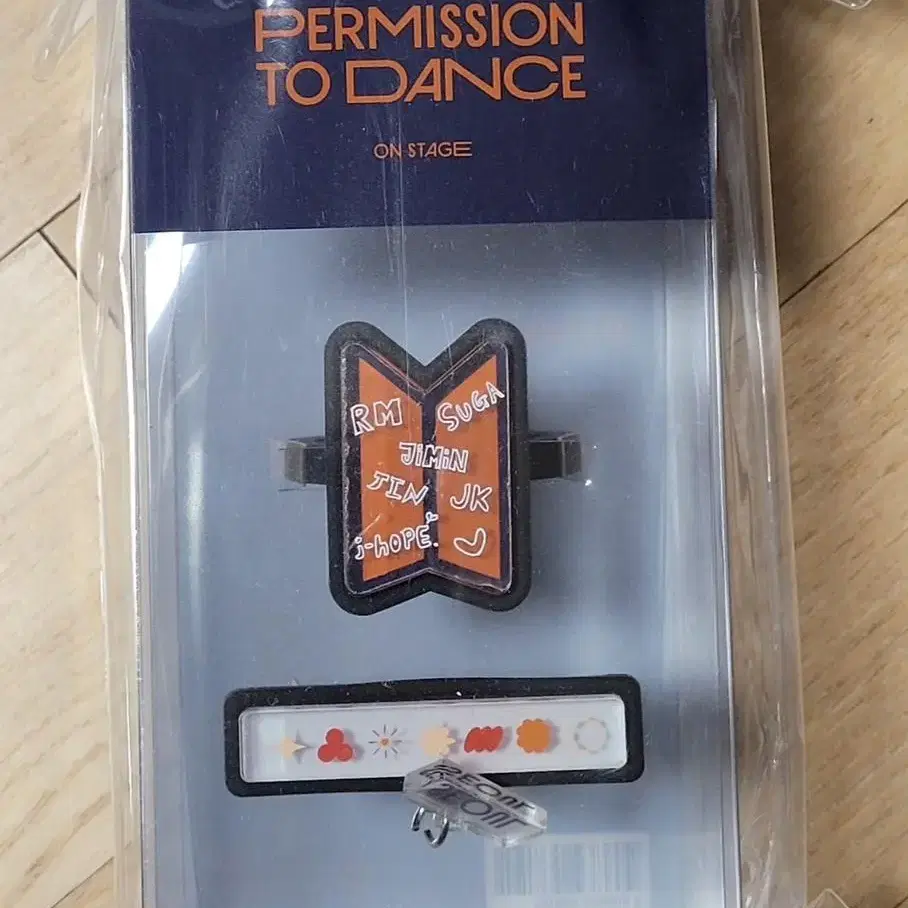 PERMISSION
TO DANCE
ON STAGE
RM SUGA
JiMiN
JIN JK
j-hOPE